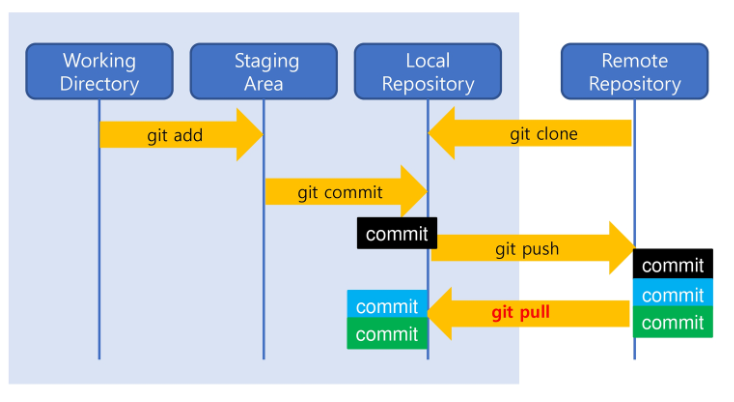 Working
Directory
Staging
Area
Local
Repository
Remote
Repository
git add
git clone
git commit
commit
git push
commit
commit
commit
git pull
commit
commit